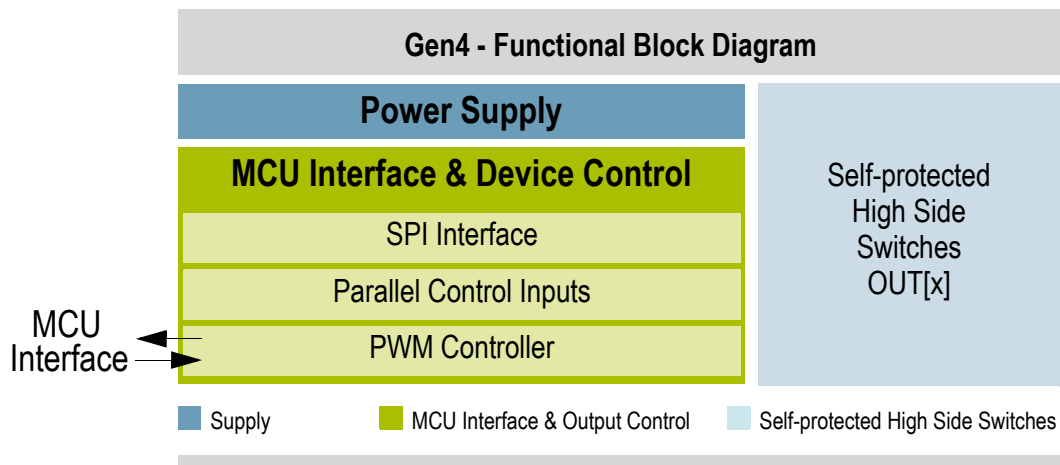 Gen4 - Functional Block Diagram
Power Supply
MCU Interface & Device Control
SPI Interface
Parallel Control Inputs
PWM Controller
MCU
Interface
Self-protected
High Side
Switches
OUT[x]
Supply
MCU Interface & Output Control
Self-protected High Side Switches